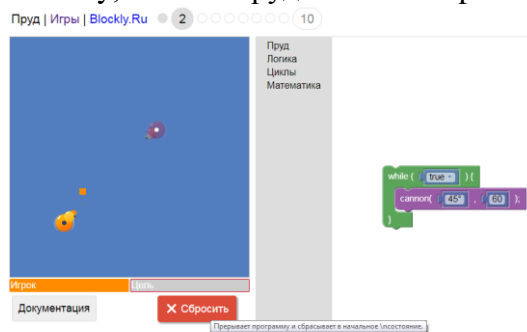 Пруд | Игры | Blockly.Ru 2 10
Пруд
Логика
Циклы
Математика
while ( true ) {
cannon( 45° , 60 );
}
Игрок
Цель
Документация
✕ Сбросить
Прерывает программу и сбрасывает в начальное \nсостояние.